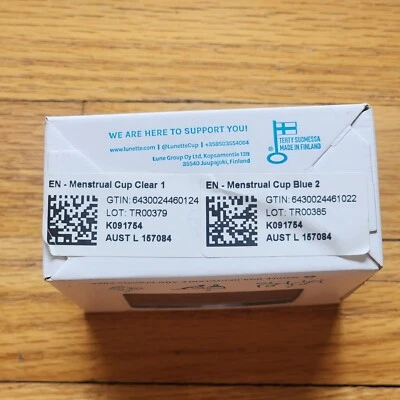 WE ARE HERE TO SUPPORT YOU!
www.lunette.com | @LunetteCup | +358503554084
Lune Group Oy Ltd, Kopsamontie 139
35540 Juupajoki, Finland
TEHTY SUOMESSA
MADE IN FINLAND
EN - Menstrual Cup Clear 1
GTIN: 6430024460124
LOT: TR00379
K091754
AUST L 157084
EN - Menstrual Cup Blue 2
GTIN: 6430024461022
LOT: TR00385
K091754
AUST L 157084